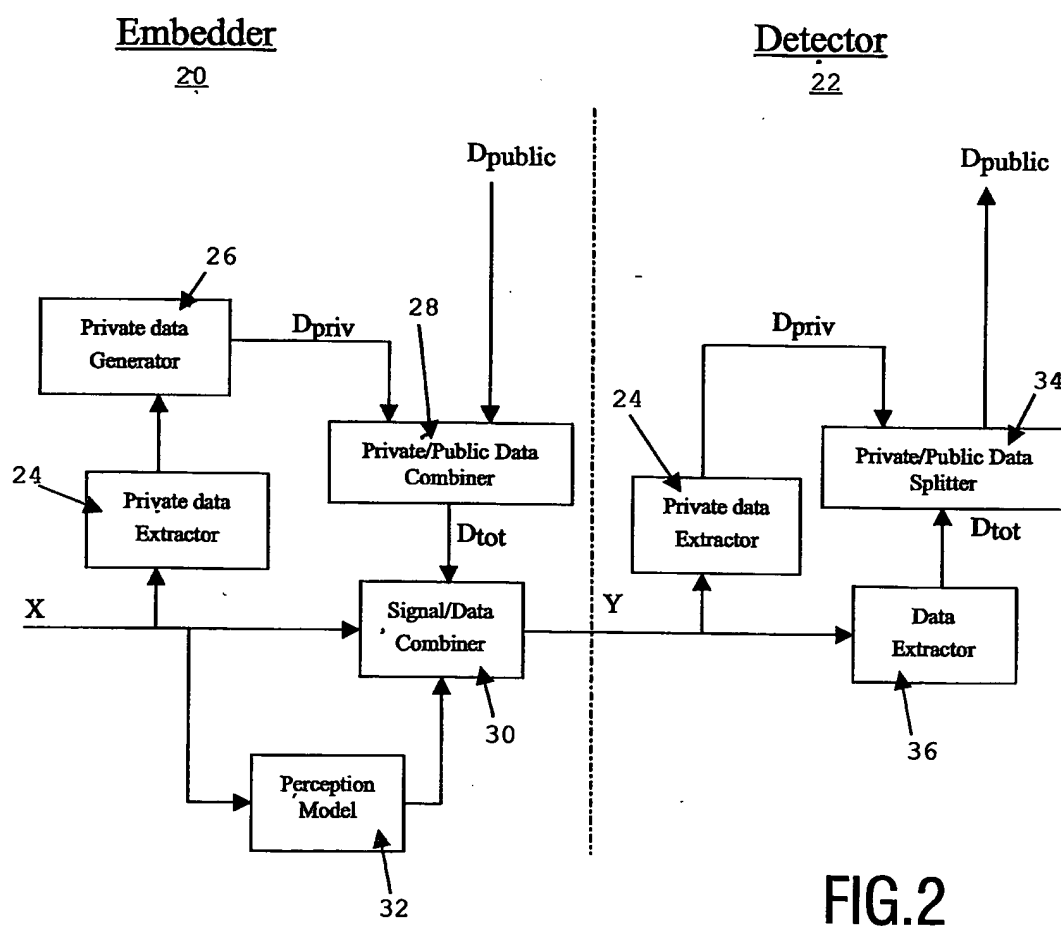 Embedder
20
Detector
22
Dpublic
Dpublic
26
Private data
Generator
Dpriv
28
Private/Public Data
Combiner
24
Private data
Extractor
Dtot
X
Signal/Data
Combiner
30
Perception
Model
32
Dpriv
34
Private/Public Data
Splitter
24
Private data
Extractor
Dtot
Y
Data
Extractor
36
FIG.2